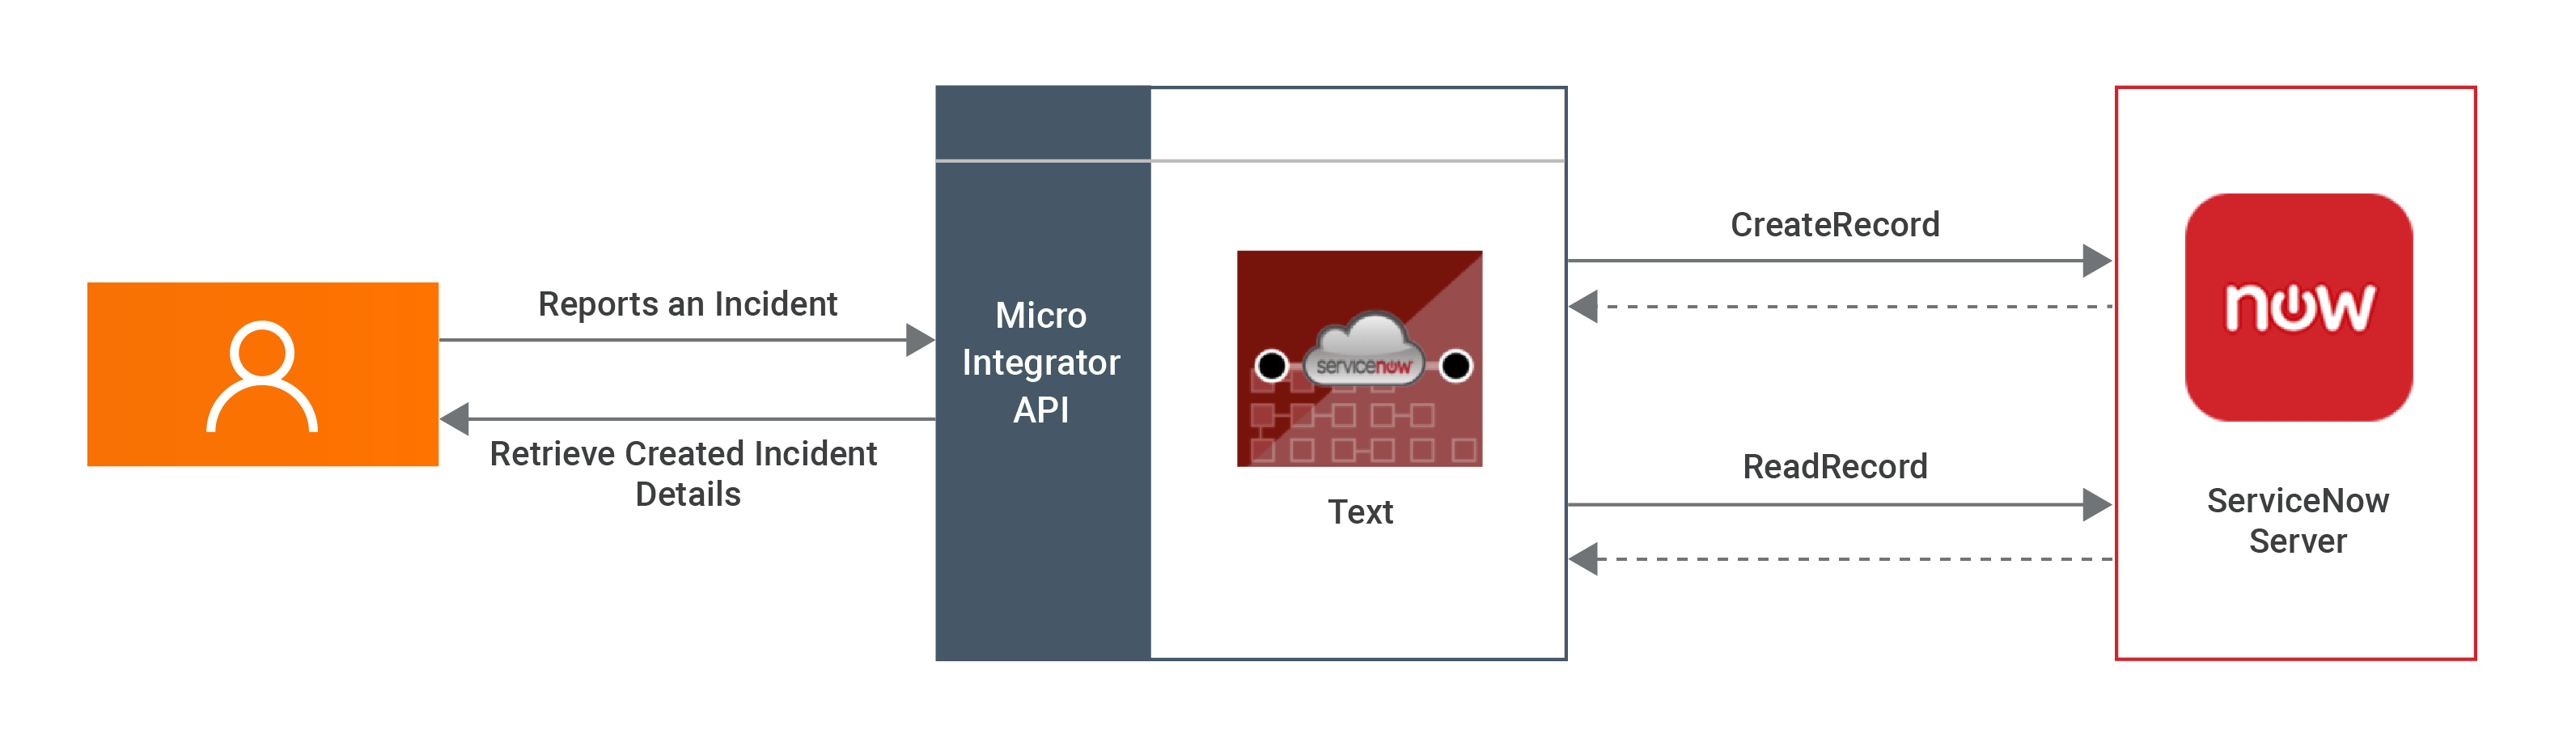 Reports an Incident
Retrieve Created Incident
Details
Micro
Integrator
API
servicenow
Text
CreateRecord
ReadRecord
now
ServiceNow
Server